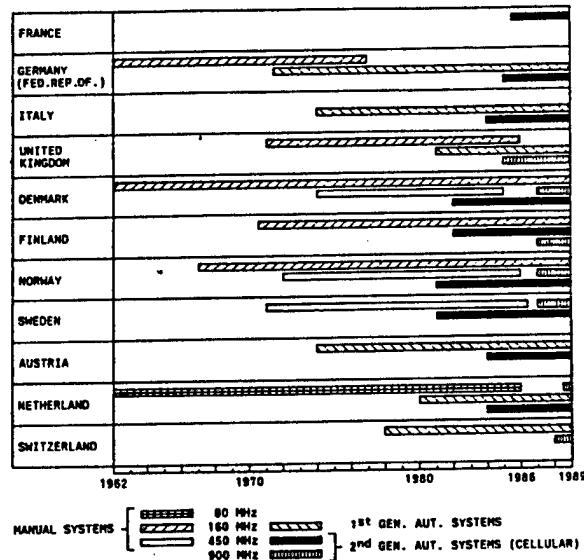 FRANCE
GERMANY
(FED.REP.OF.)
ITALY
UNITED
KINGDOM
DENMARK
FINLAND
NORWAY
SWEDEN
AUSTRIA
NETHERLAND
SWITZERLAND
1962 1970 1980 1986 1989
80 MHz
MANUAL SYSTEMS 160 MHz 1st GEN. AUT. SYSTEMS
450 MHz 2nd GEN. AUT. SYSTEMS (CELLULAR)
900 MHz